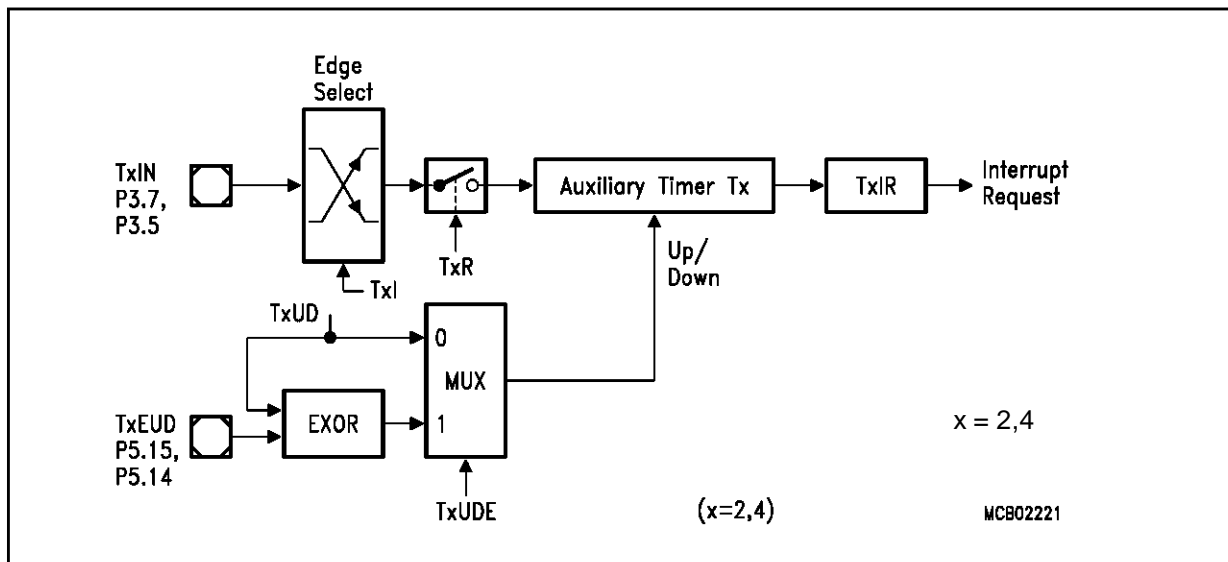 Edge
Select
TxIN
P3.7,
P3.5
Auxiliary Timer Tx
TxIR
Interrupt
Request
TxR
Up/
Down
TxI
TxUD
0
MUX
1
EXOR
TxEUD
P5.15,
P5.14
x = 2,4
TxUDE
(x=2,4)
MCB02221